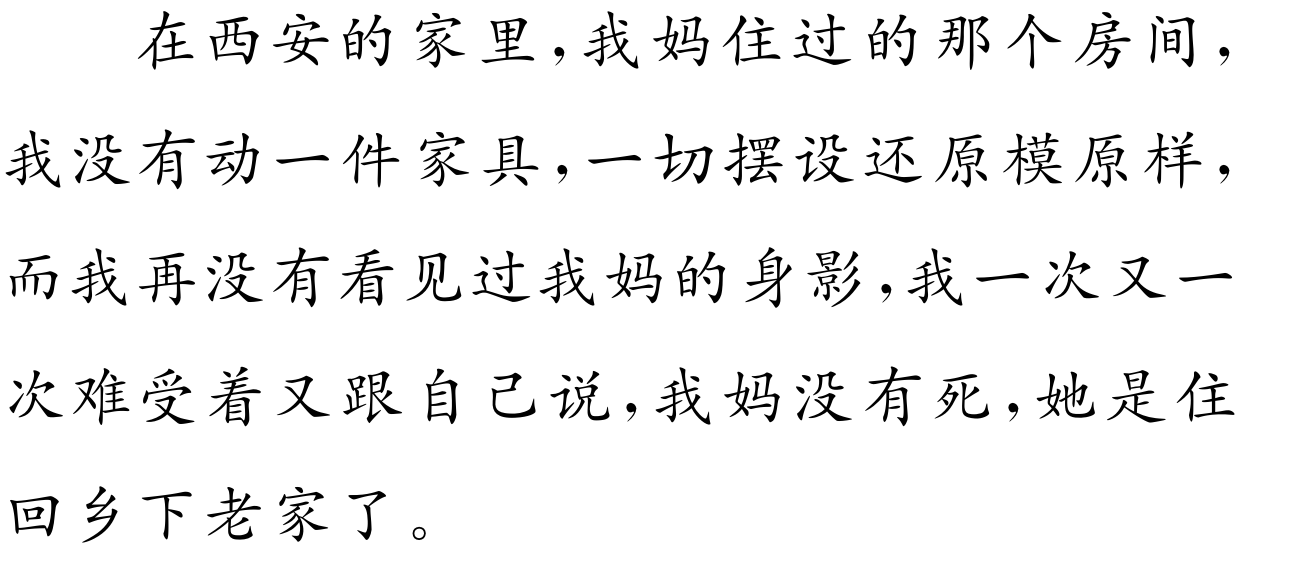 在西安的家里,我妈住过的那个房间,
我没有动一件家具,一切摆设还原模原样,
而我再没有看见过我妈的身影,我一次又一
次难受着又跟自己说,我妈没有死,她是住
回乡下老家了。